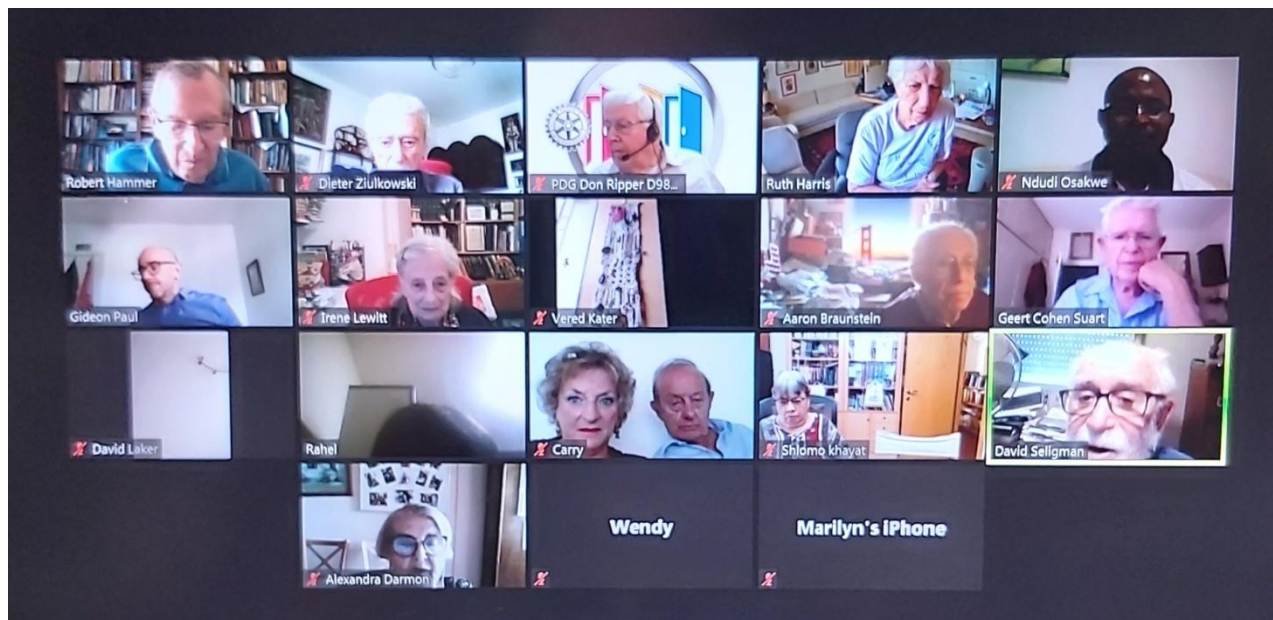 Robert Hammer
Dieter Ziulkowski
PDG Don Ripper D98...
Ruth Harris
Ndudi Osakwe
Gideon Paul
Irene Lewitt
Vered Kater
Aaron Braunstein
Geert Cohen Suart
David Laker
Rahel
Carry
Shlomo khayat
David Seligman
Alexandra Darmon
Wendy
Marilyn's iPhone